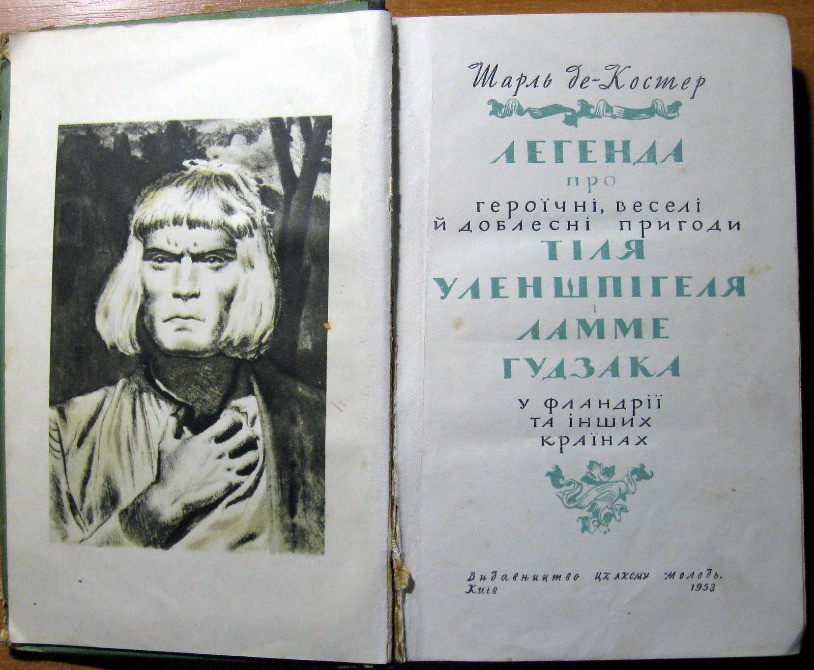 Шарль де-Костер
ЛЕГЕНДА
про
героїчні, веселі
й доблесні пригоди
ТІЛЯ
УЛЕНШПІГЕЛЯ
і
ЛАММЕ
ГУДЗАКА
у Фландрії
та інших
країнах
Видавництво ЦК ЛКСМУ Молодь.
Київ 1953